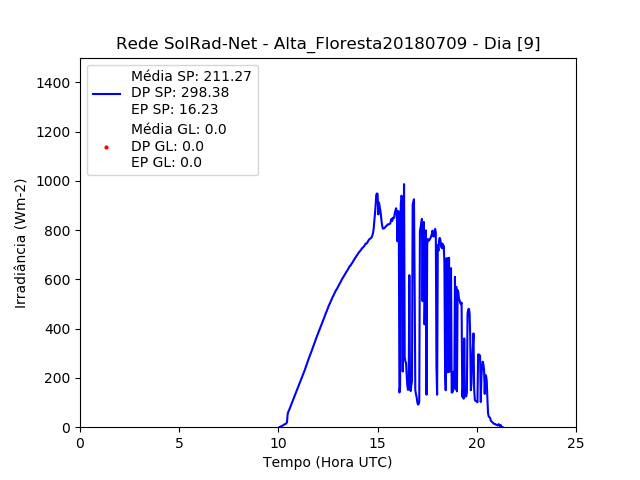 Rede SolRad-Net - Alta_Floresta20180709 - Dia [9]
Média SP: 211.27
DP SP: 298.38
EP SP: 16.23
Média GL: 0.0
DP GL: 0.0
EP GL: 0.0
1400
1200
1000
800
600
400
200
0
Irradiância (Wm-2)
0 5 10 15 20 25
Tempo (Hora UTC)